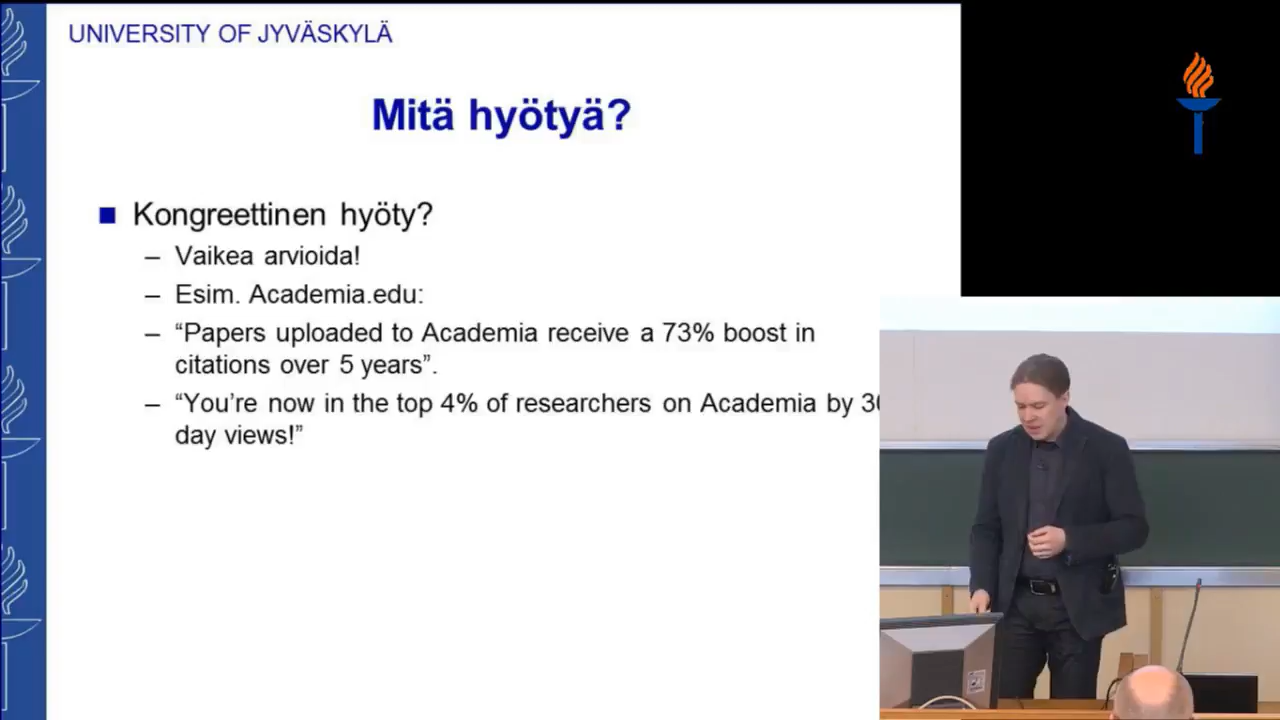 UNIVERSITY OF JYVÄSKYLÄ
Mitä hyötyä?
Kongreettinen hyöty?
– Vaikea arvioida!
– Esim. Academia.edu:
– “Papers uploaded to Academia receive a 73% boost in
citations over 5 years”.
– “You’re now in the top 4% of researchers on Academia by
day views!”